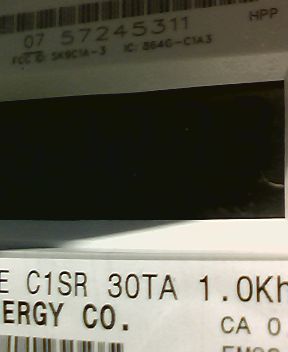 HPP
07 57245311
FCC ID: SK9C1A-3 IC: 864G-C1A3
E C1SR 30TA 1.0Kh
ERGY CO.
CA 0